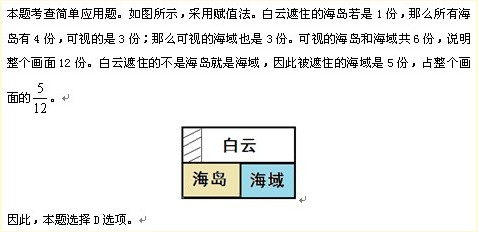 本题考查简单应用题。如图所示，采用赋值法。白云遮住的海岛若是 1 份，那么所有海
岛有 4 份，可视的是 3 份；那么可视的海域也是 3 份。可视的海岛和海域共 6 份，说明
整个画面 12 份。白云遮住的不是海岛就是海域，因此被遮住的海域是 5 份，占整个画
面的5/12。
白云
海岛 海域
因此，本题选择 D 选项。